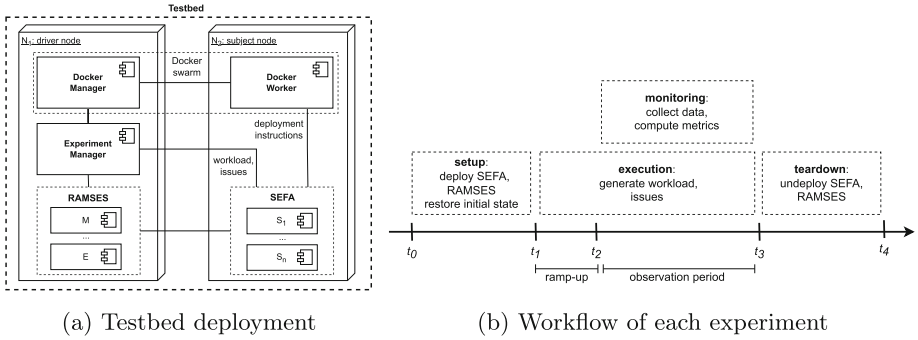 Testbed
N1: driver node
N2: subject node
Docker
swarm
Docker
Manager
Docker
Worker
deployment
instructions
Experiment
Manager
workload,
issues
RAMSES
M
...
E
SEFA
S1
...
Sn
(a) Testbed deployment
monitoring:
collect data,
compute metrics
setup:
deploy SEFA,
RAMSES
restore initial state
execution:
generate workload,
issues
teardown:
undeploy SEFA,
RAMSES
t0
t1
t2
t3
t4
ramp-up
observation period
(b) Workflow of each experiment